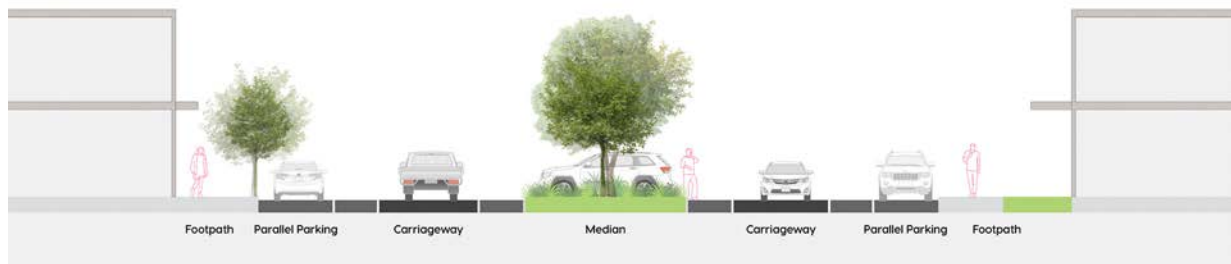 Footpath
Parallel Parking
Carriageway
Median
Carriageway
Parallel Parking
Footpath